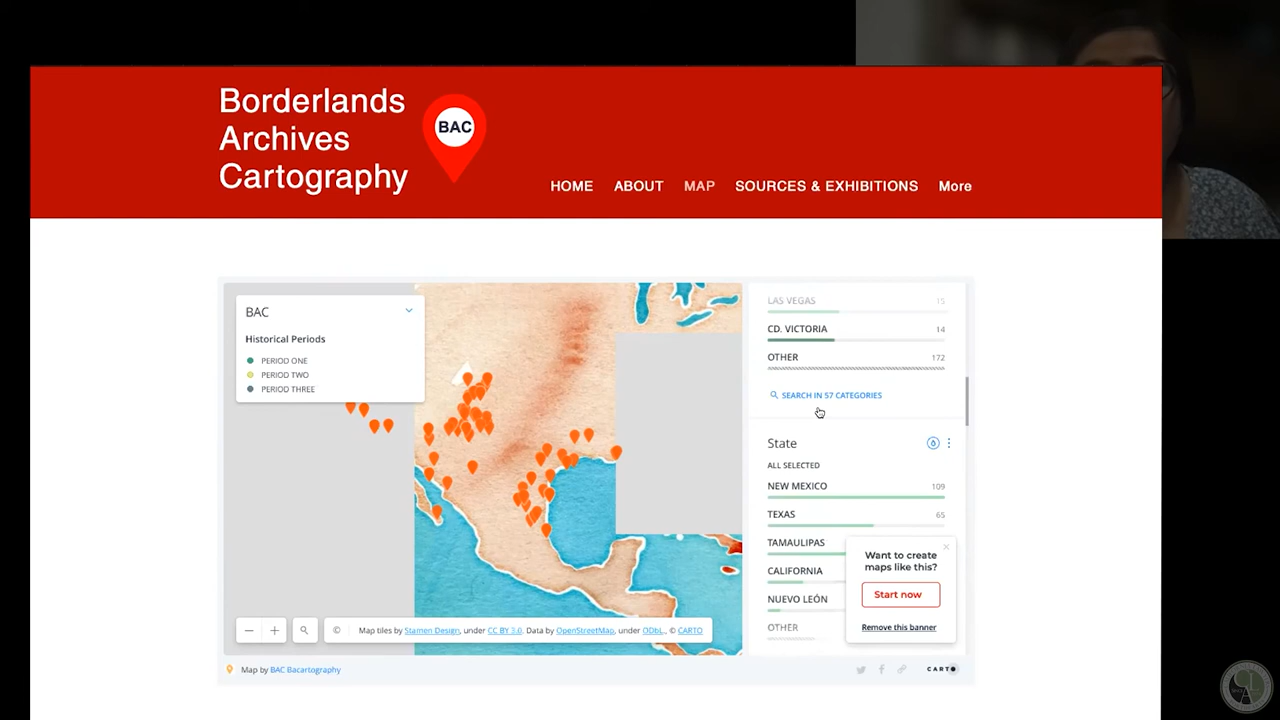 Borderlands
Archives
Cartography
BAC
HOME ABOUT MAP SOURCES & EXHIBITIONS More
BAC
Historical Periods
PERIOD ONE
PERIOD TWO
PERIOD THREE
LAS VEGAS 15
CD. VICTORIA 14
OTHER 172
SEARCH IN 57 CATEGORIES
State
ALL SELECTED
NEW MEXICO 109
TEXAS 65
TAMAULIPAS
CALIFORNIA
NUEVO LEÓN
OTHER
Want to create
maps like this?
Start now
Remove this banner
© Map tiles by Stamen Design, under CC BY 3.0. Data by OpenStreetMap, under ODbL, © CARTO
Map by BAC Bacartography
CARTO